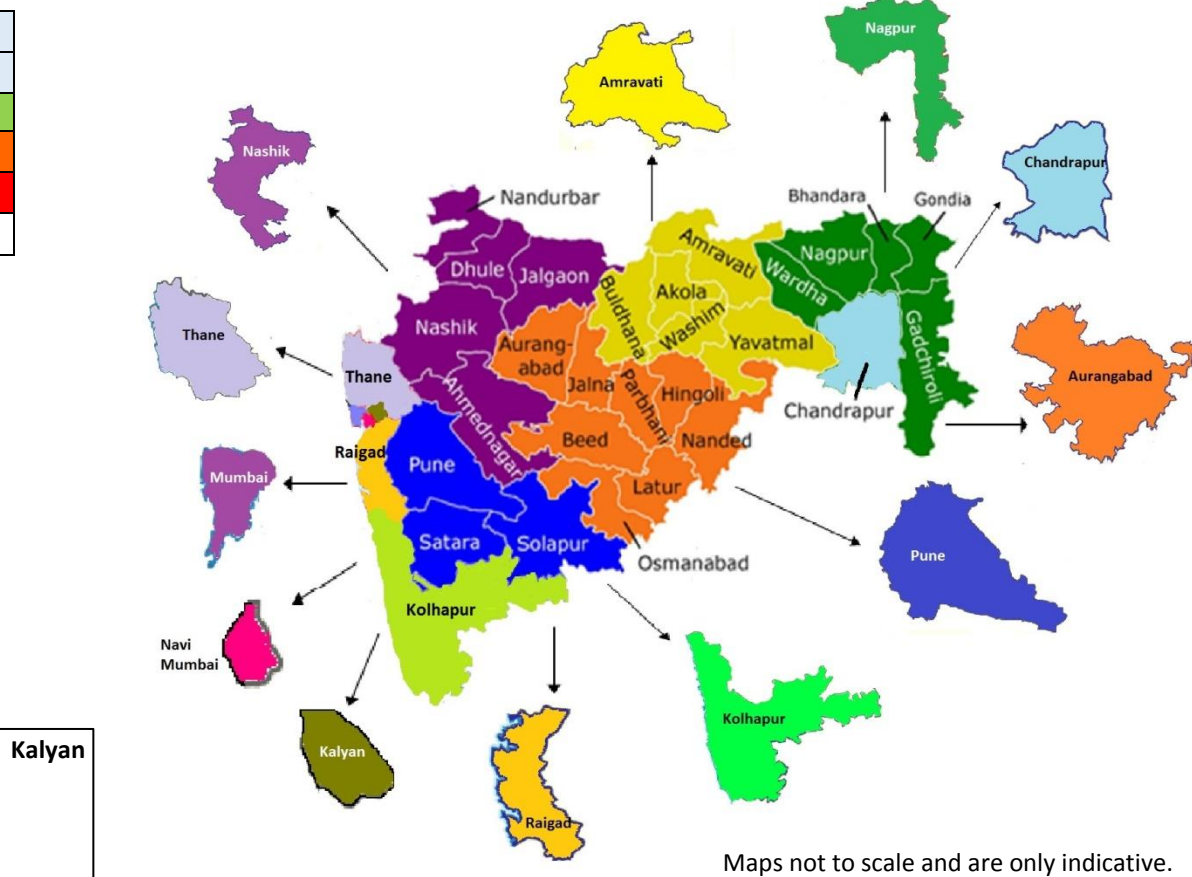 Nagpur
Amravati
Nashik
Chandrapur
Nandurbar
Bhandara
Gondia
Amravati
Nagpur
Dhule
Jalgaon
Wardha
Akola
Buldhana
Washim
Nashik
Yavatmal
Gadchiroli
Thane
Aurang-
abad
Thane
Jalna
Parbhani
Hingoli
Aurangabad
Ahmednagar
Chandrapur
Beed
Nanded
Raigad
Pune
Mumbai
Latur
Satara
Solapur
Osmanabad
Pune
Kolhapur
Navi
Mumbai
Kolhapur
Kalyan
Kalyan
Raigad
Maps not to scale and are only indicative.